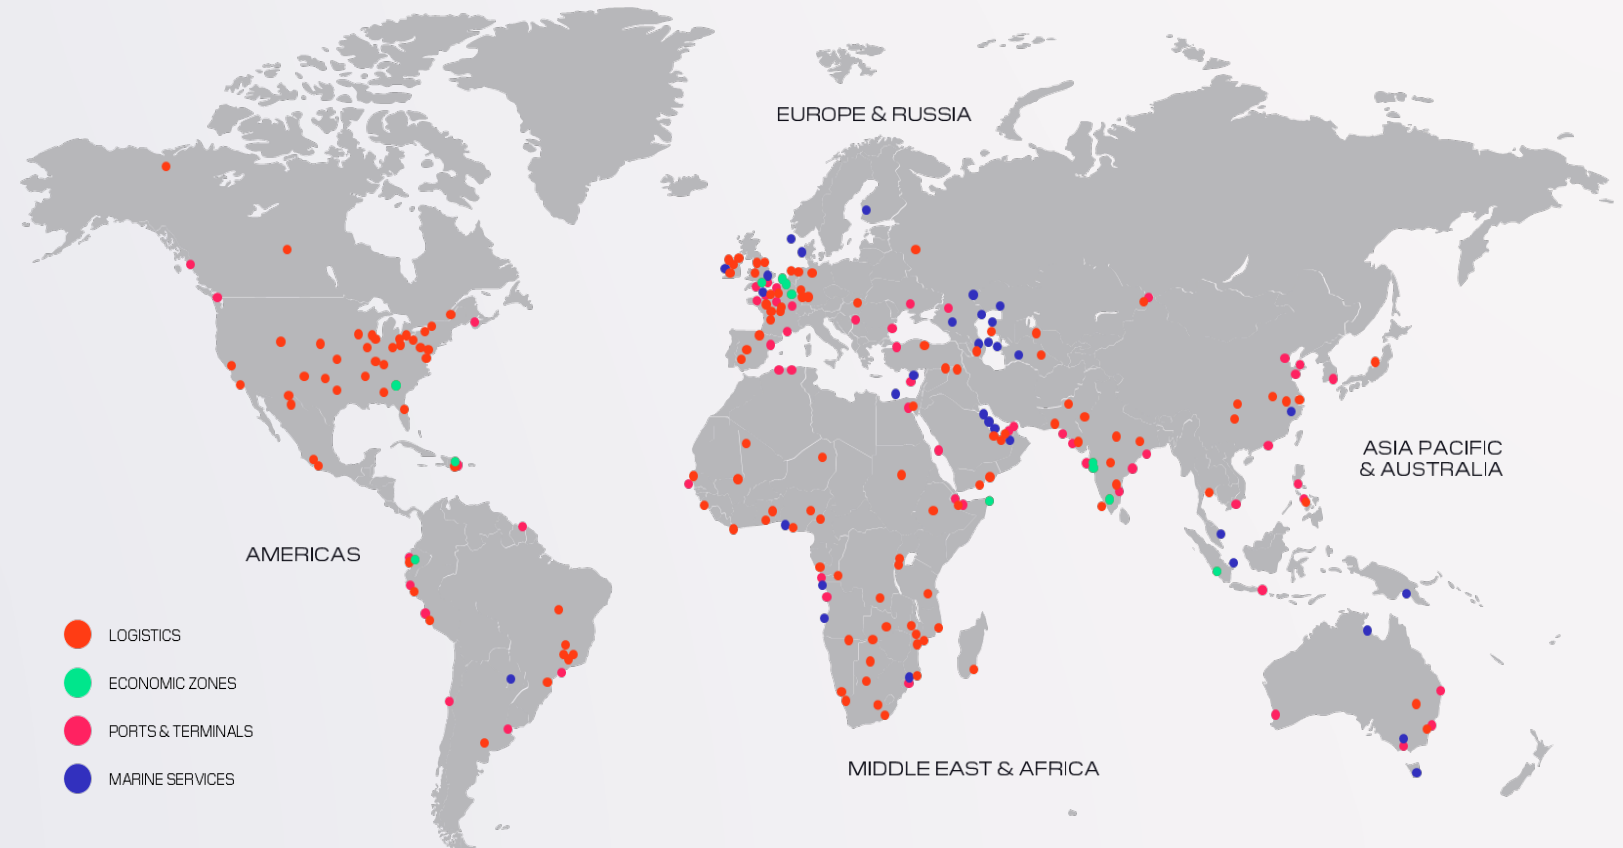 EUROPE & RUSSIA
ASIA PACIFIC
& AUSTRALIA
AMERICAS
MIDDLE EAST & AFRICA
LOGISTICS
ECONOMIC ZONES
PORTS & TERMINALS
MARINE SERVICES